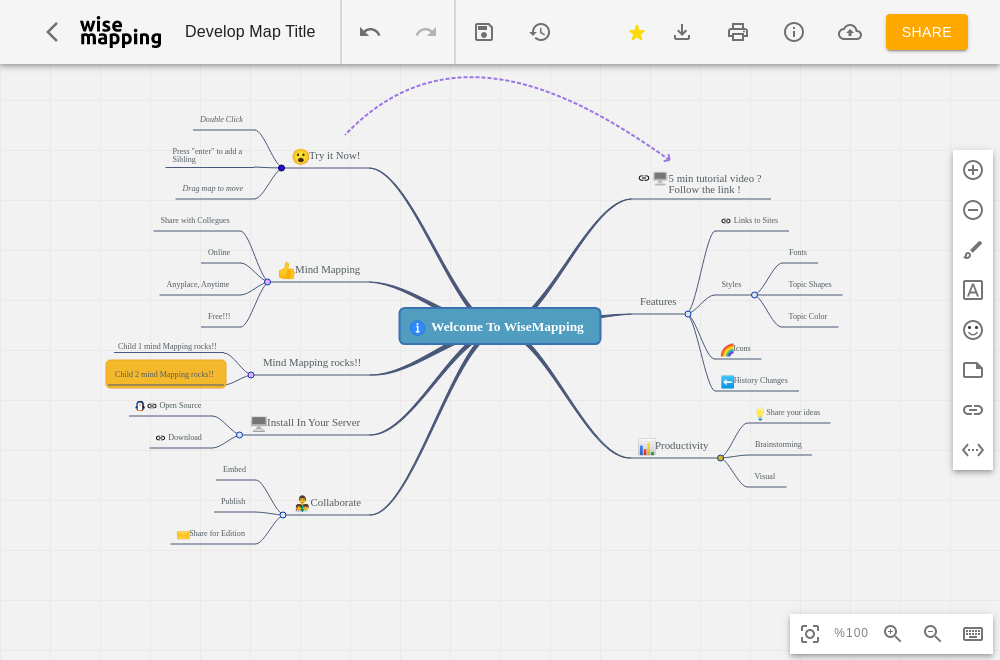 wise
mapping
Develop Map Title
SHARE
Double Click
Press "enter" to add a
Sibling
Drag map to move
Try it Now!
Share with Collegues
Online
Anyplace, Anytime
Free!!!
Mind Mapping
Child 1 mind Mapping rocks!!
Child 2 mind Mapping rocks!!
Mind Mapping rocks!!
Open Source
Download
Install In Your Server
Embed
Publish
Share for Edition
Collaborate
Welcome To WiseMapping
5 min tutorial video ?
Follow the link !
Features
Links to Sites
Styles
Fonts
Topic Shapes
Topic Color
Icons
History Changes
Productivity
Share your ideas
Brainstorming
Visual
%100